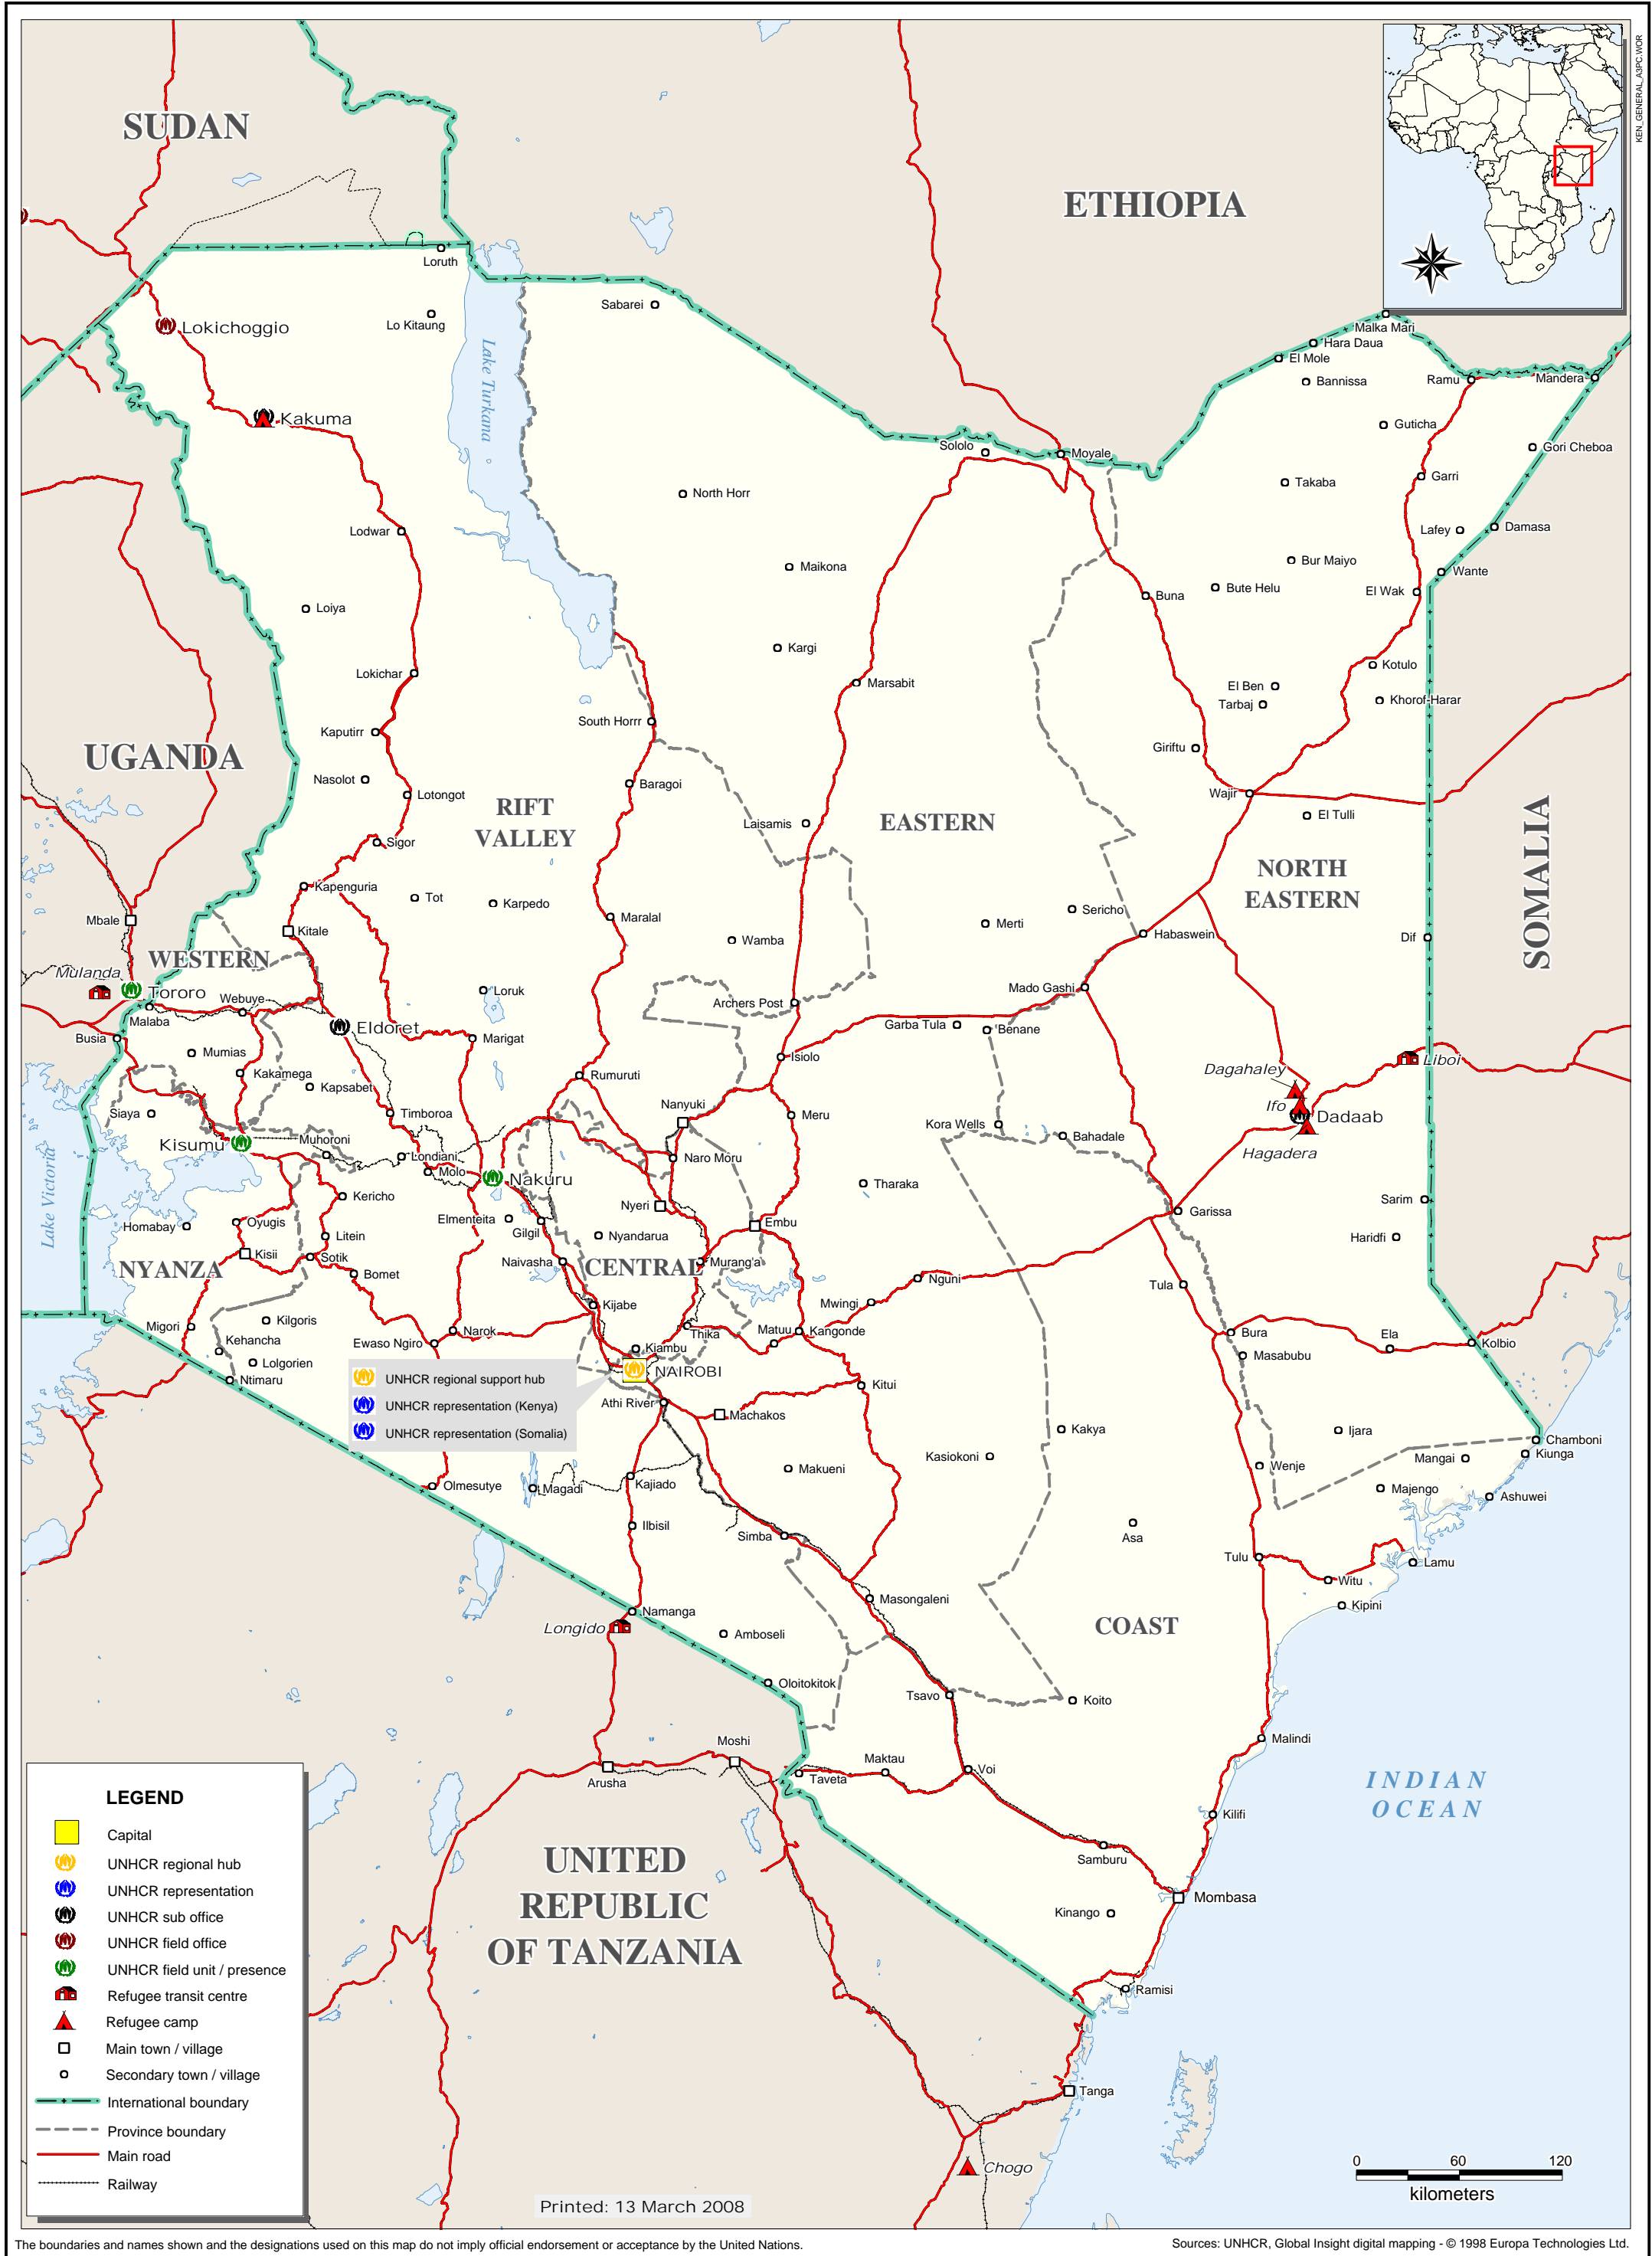 KEN_GENERAL_A3PC.WOR
SUDAN
ETHIOPIA
Loruth
Sabarei
Lo Kitaung
Lokichoggio
Malka Mari
Hara Daua
El Mole
Bannissa
Ramu
Mandera
Lake Turkana
Kakuma
Guticha
Sololo
Moyale
Gori Cheboa
Garri
Takaba
North Horr
Lodwar
Lafey
Damasa
Bur Maiyo
Maikona
Wante
Bute Helu
El Wak
Buna
Loiya
Kargi
Kotulo
Lokichar
Marsabit
El Ben
Tarbaj
Khorof-Harar
South Horrr
Kaputirr
Giriftu
UGANDA
Nasolot
Baragoi
Lotongot
Wajir
RIFT
VALLEY
Laisamis
EASTERN
El Tulli
Sigor
NORTH
EASTERN
SOMALIA
Kapenguria
Tot
Karpedo
Maralal
Mbale
Kitale
Merti
Sericho
Habaswein
Dif
Wamba
WESTERN
Mulanda
Tororo
Loruk
Mado Gashi
Malaba
Webuye
Archers Post
Eldoret
Garba Tula
Benane
Busia
Marigat
Mumias
Isiolo
Liboi
Kakamega
Kapsabet
Rumuruti
Dagahaley
Siaya
Timboroa
Nanyuki
Meru
Ifo
Dadaab
Kora Wells
Bahadale
Kisumu
Muhoroni
Londiani
Molo
Naro Moru
Hagadera
Nakuru
Tharaka
Lake Victoria
Kericho
Nyeri
Sarim
Homabay
Oyugis
Elmenteita
Gilgil
Embu
Garissa
Litein
Nyandarua
Haridfi
Kisii
Sotik
Naivasha
CENTRAL
Murang'a
NYANZA
Bomet
Nguni
Tula
Mwingi
Kijabe
Migori
Kilgoris
Narok
Thika
Matuu
Kangonde
Bura
Ela
Kolbio
Kehancha
Ewaso Ngiro
Kiambu
Masabubu
Lolgorien
Ntimaru
NAIROBI
UNHCR regional support hub
UNHCR representation (Kenya)
UNHCR representation (Somalia)
Kitui
Athi River
Machakos
Kakya
Ijara
Chamboni
Kiunga
Kasiokoni
Mangai
Makueni
Wenje
Olmesutye
Magadi
Kajiado
Majengo
Ashuwei
Ilbisil
Simba
Asa
Tulu
Lamu
Witu
Masongaleni
Kipini
Namanga
Longido
Amboseli
COAST
Oloitokitok
Tsavo
Koito
Malindi
Moshi
Arusha
Taveta
Maktau
Voi
INDIAN
OCEAN
Kilifi
Samburu
UNITED
REPUBLIC
OF TANZANIA
Mombasa
Kinango
Ramisi
Tanga
Chogo
LEGEND
Capital
UNHCR regional hub
UNHCR representation
UNHCR sub office
UNHCR field office
UNHCR field unit / presence
Refugee transit centre
Refugee camp
Main town / village
Secondary town / village
International boundary
Province boundary
Main road
Railway
0 60 120
kilometers
Printed: 13 March 2008
The boundaries and names shown and the designations used on this map do not imply official endorsement or acceptance by the United Nations.
Sources: UNHCR, Global Insight digital mapping - © 1998 Europa Technologies Ltd.